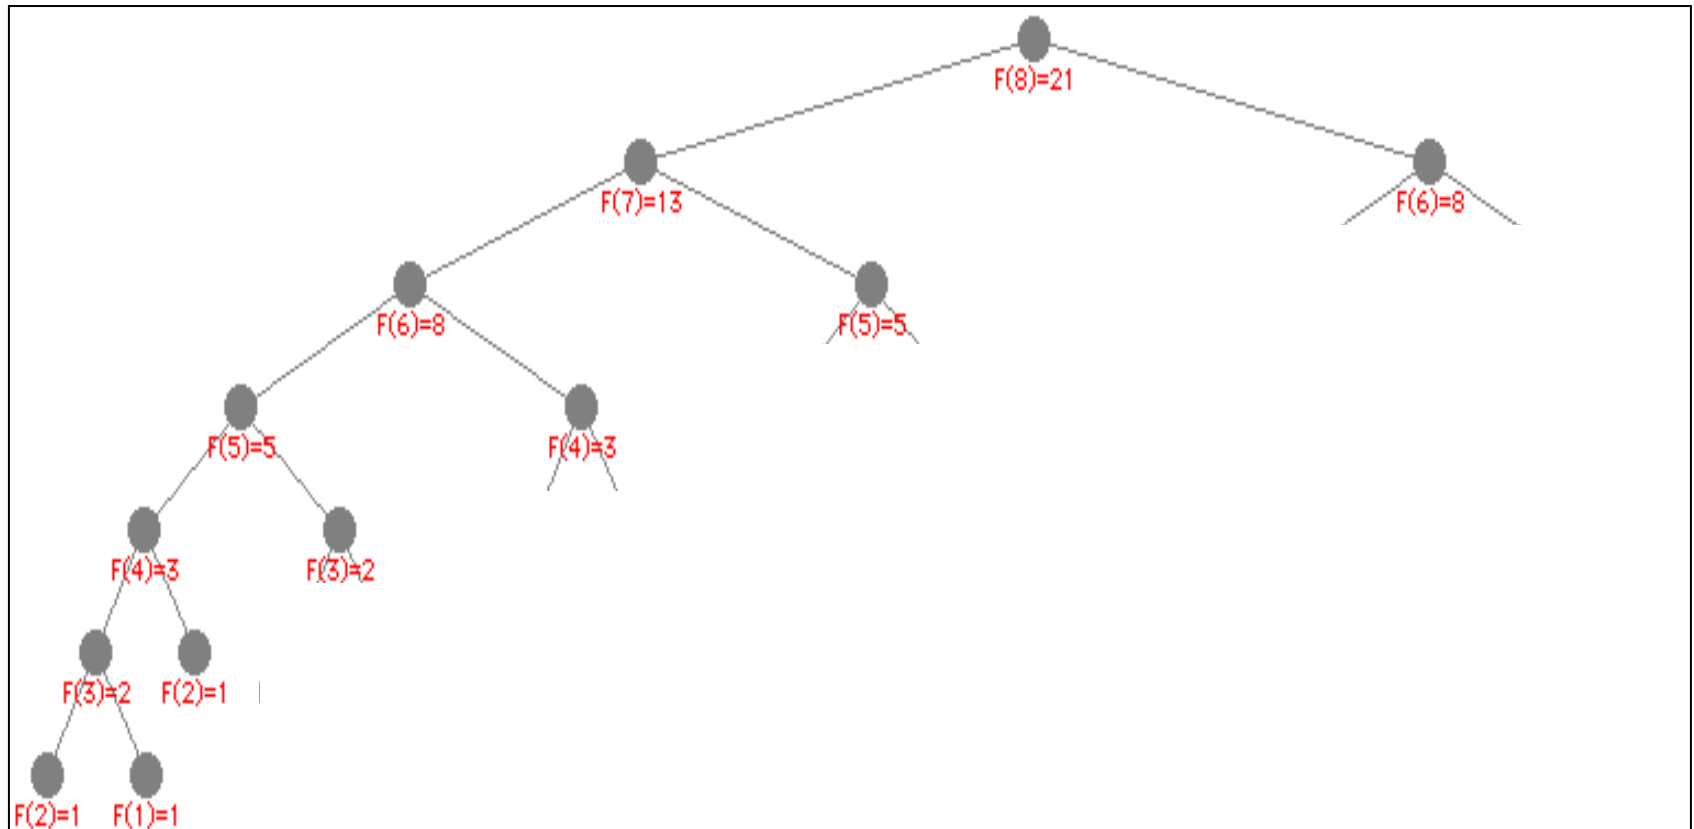 F(8)=21
F(7)=13
F(6)=8
F(6)=8
F(5)=5
F(5)=5
F(4)=3
F(4)=3
F(3)=2
F(3)=2
F(2)=1
F(2)=1
F(1)=1